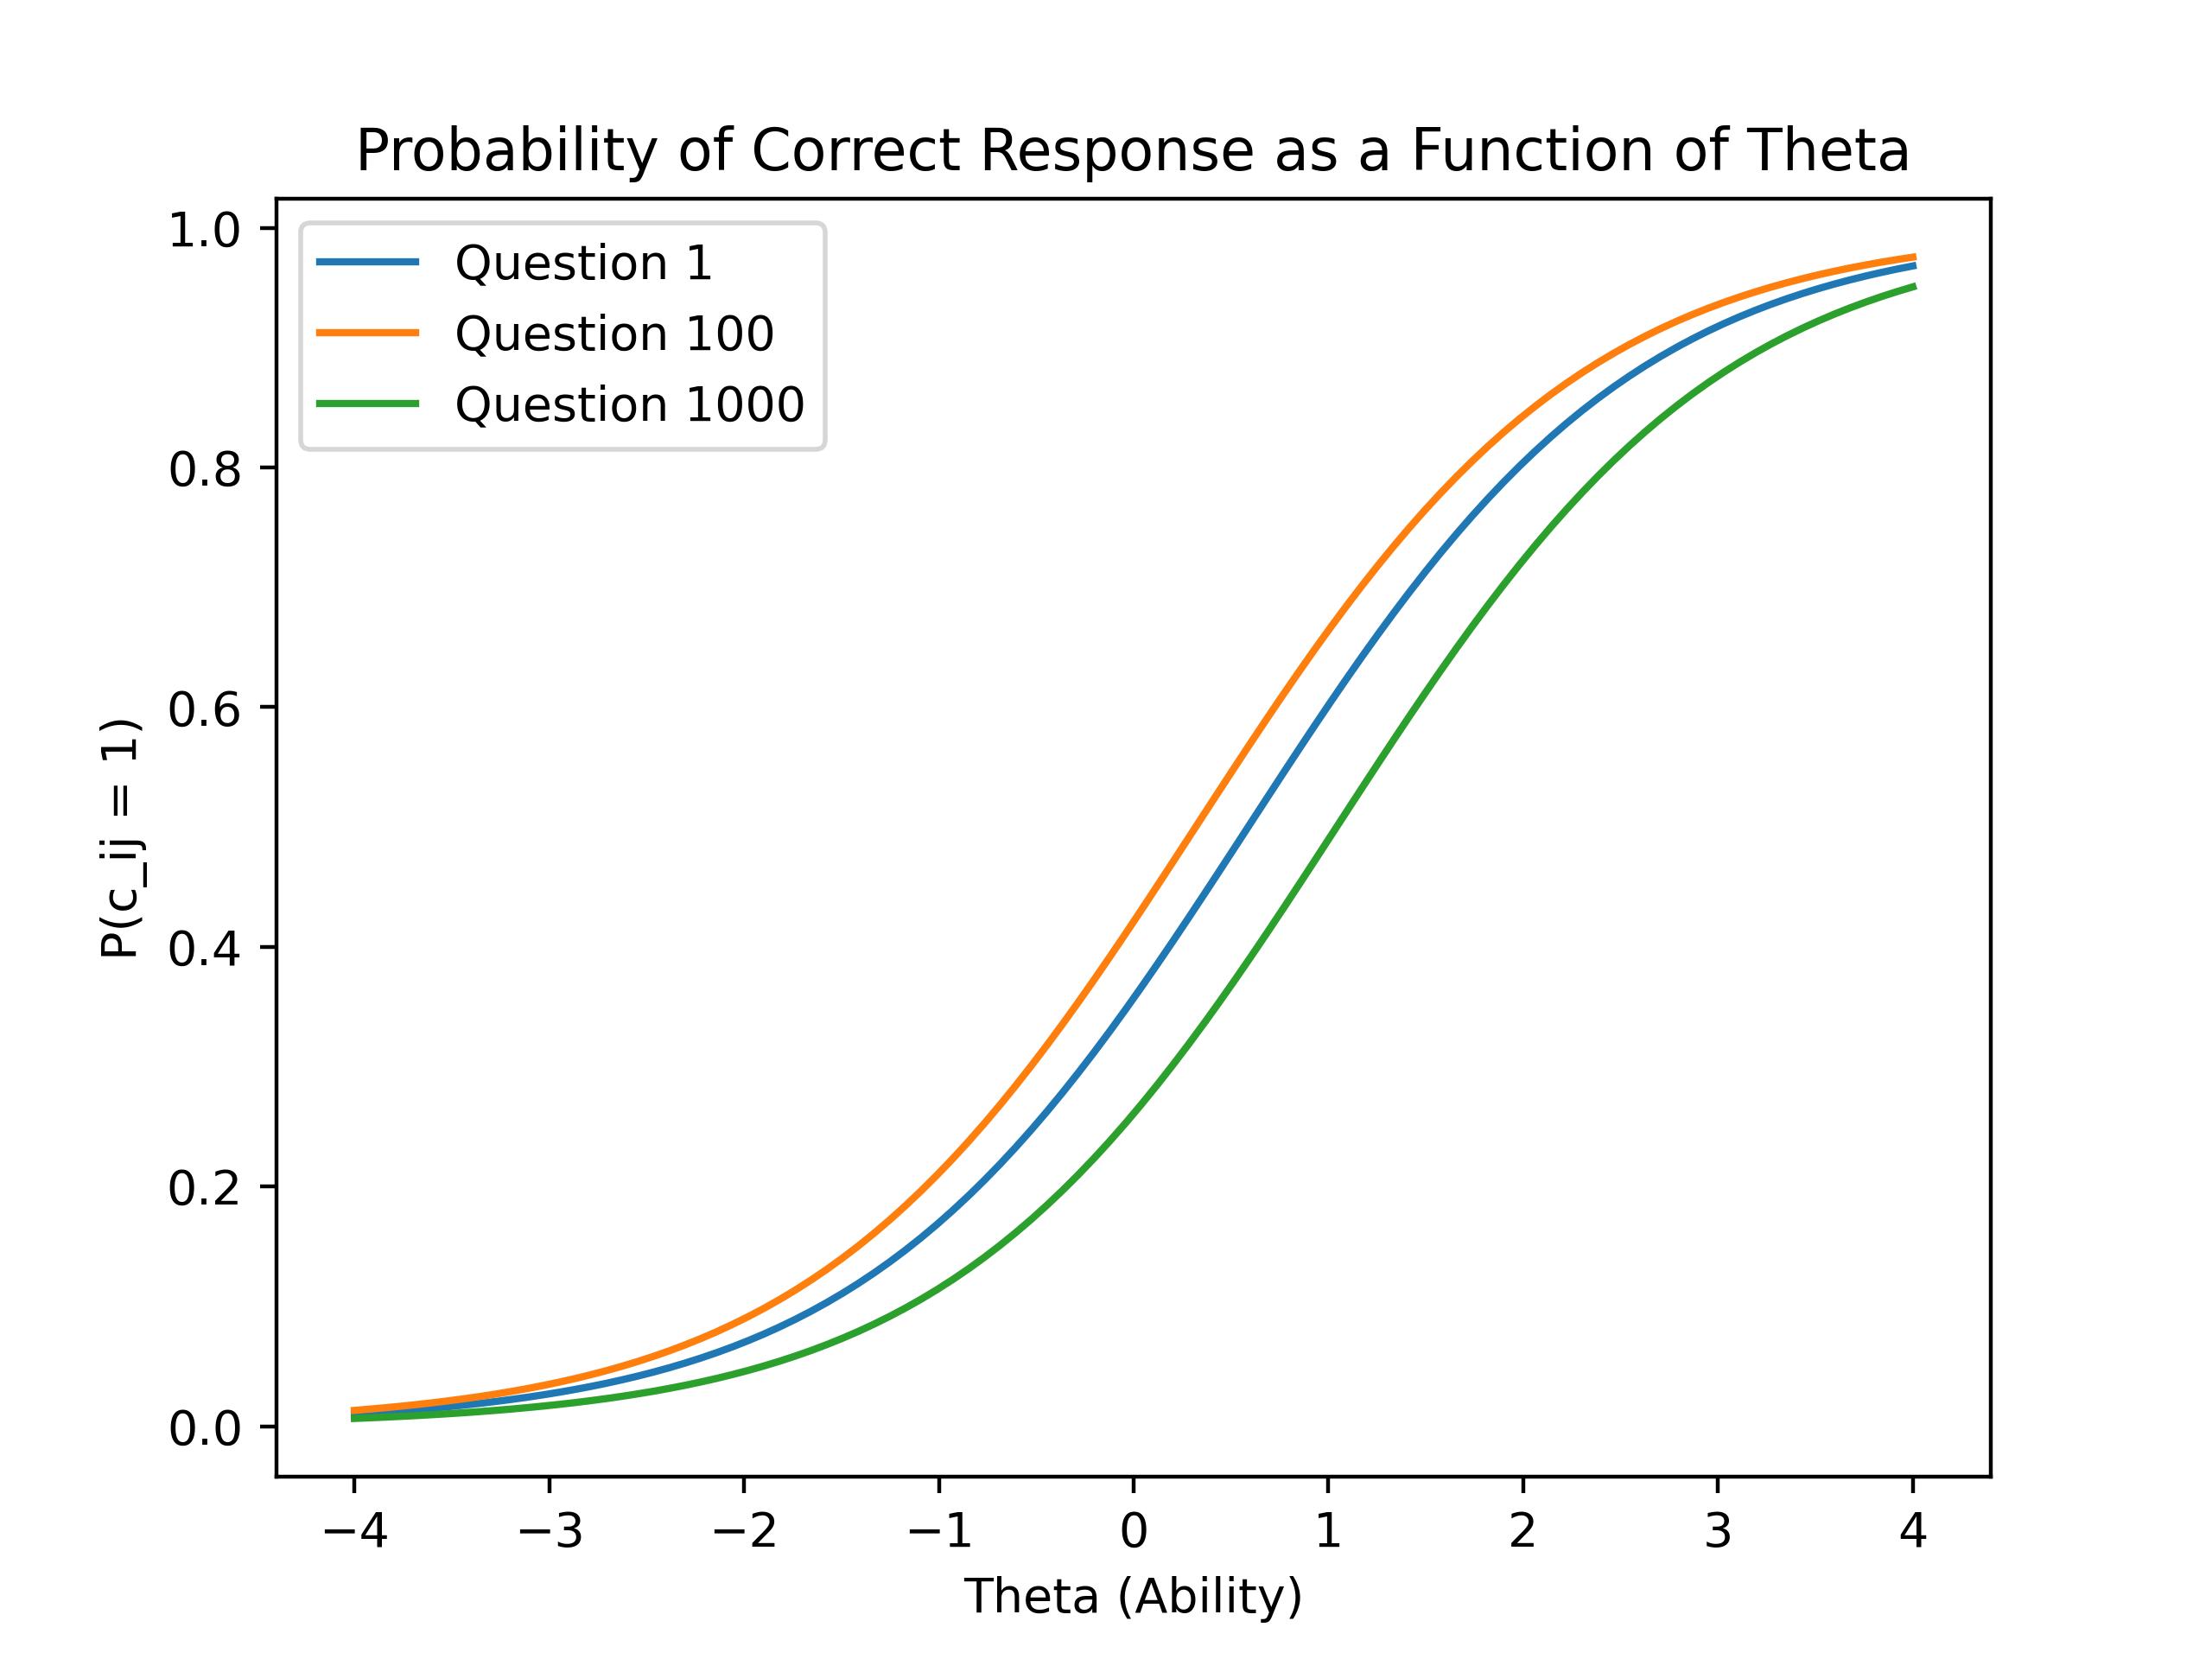 Probability of Correct Response as a Function of Theta
Question 1
Question 100
Question 1000
P(c_ij = 1)
1.0
0.8
0.6
0.4
0.2
0.0
−4 −3 −2 −1 0 1 2 3 4
Theta (Ability)